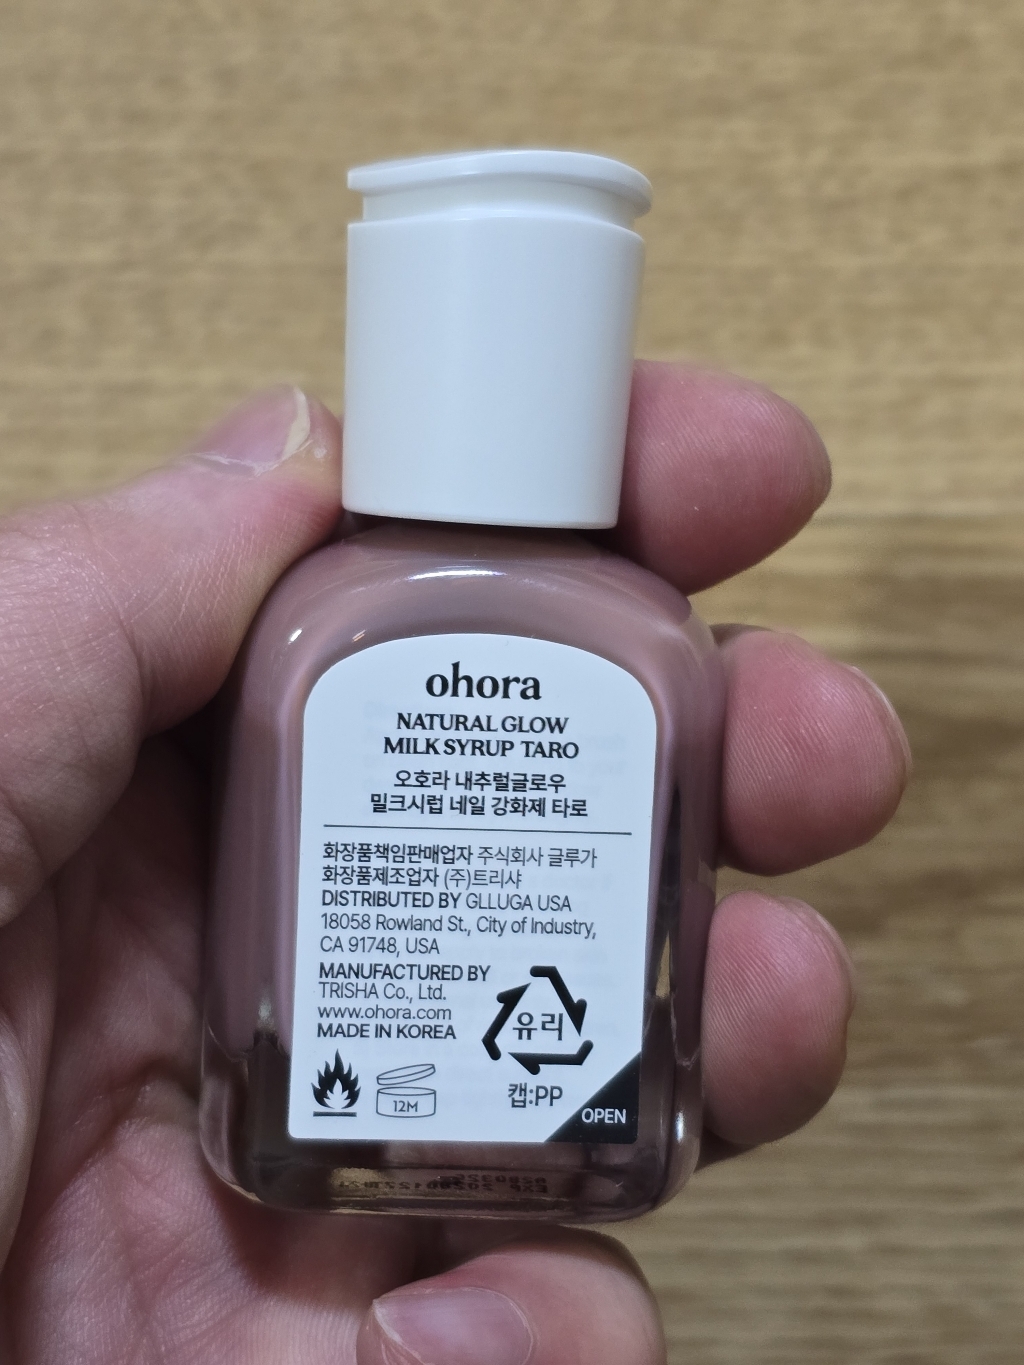 ohora
NATURAL GLOW
MILK SYRUP TARO
오호라 내추럴글로우
밀크시럽 네일 강화제 타로
화장품책임판매업자 주식회사 글루가
화장품제조업자 (주)트리샤
DISTRIBUTED BY GLLUGA USA
18058 Rowland St., City of Industry,
CA 91748, USA
MANUFACTURED BY
TRISHA Co., Ltd.
www.ohora.com
MADE IN KOREA
유리
12M
캡:PP
OPEN
EXP